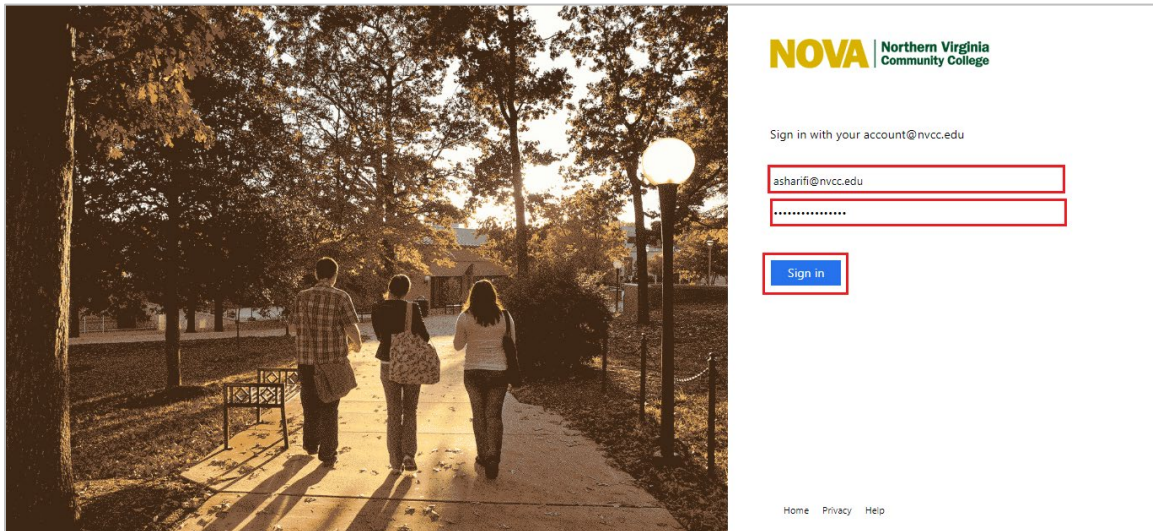 NOVA
Northern Virginia
Community College
Sign in with your account@nvcc.edu
asharifi@nvcc.edu
••••••••••••••••
Sign in
Home Privacy Help